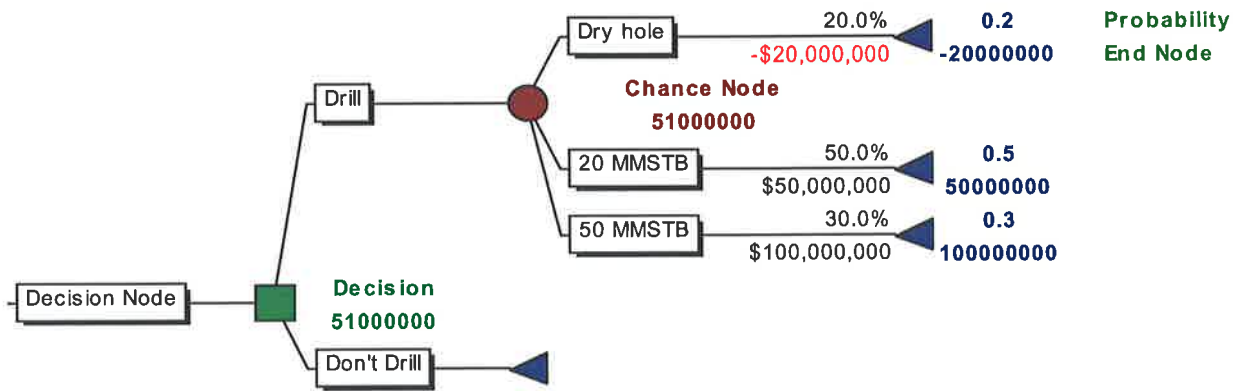 Dry hole
20.0%
0.2
Probability
-$20,000,000
-20000000
End Node
Drill
Chance Node
51000000
20 MMSTB
50.0%
0.5
$50,000,000
50000000
50 MMSTB
30.0%
0.3
$100,000,000
100000000
Decision Node
Decision
51000000
Don't Drill